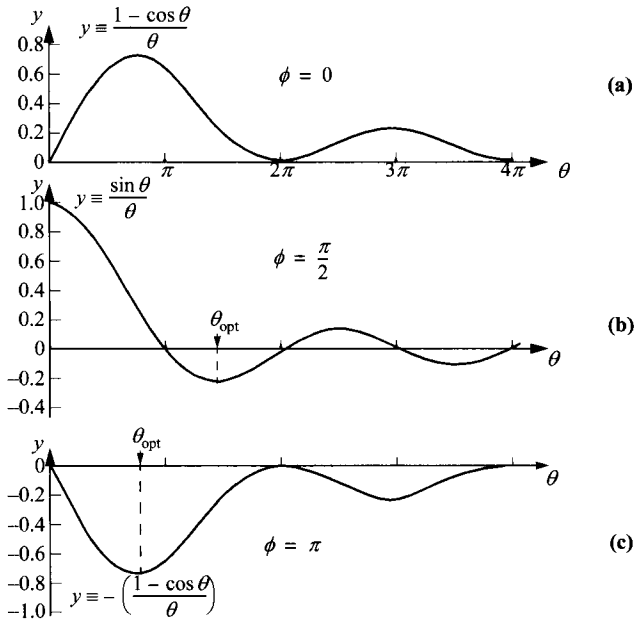 y
y ≡ (1 − cos θ)/θ
0.8
0.6
0.4
0.2
0
ϕ = 0
(a)
π 2π 3π 4π θ
y
y ≡ sin θ/θ
1.0
0.8
0.6
0.4
0.2
0
−0.2
−0.4
ϕ = π/2
θopt
(b)
θ
y
θopt
0
−0.2
−0.4
−0.6
−0.8
−1.0
θ
ϕ = π
(c)
y ≡ −((1 − cos θ)/θ)